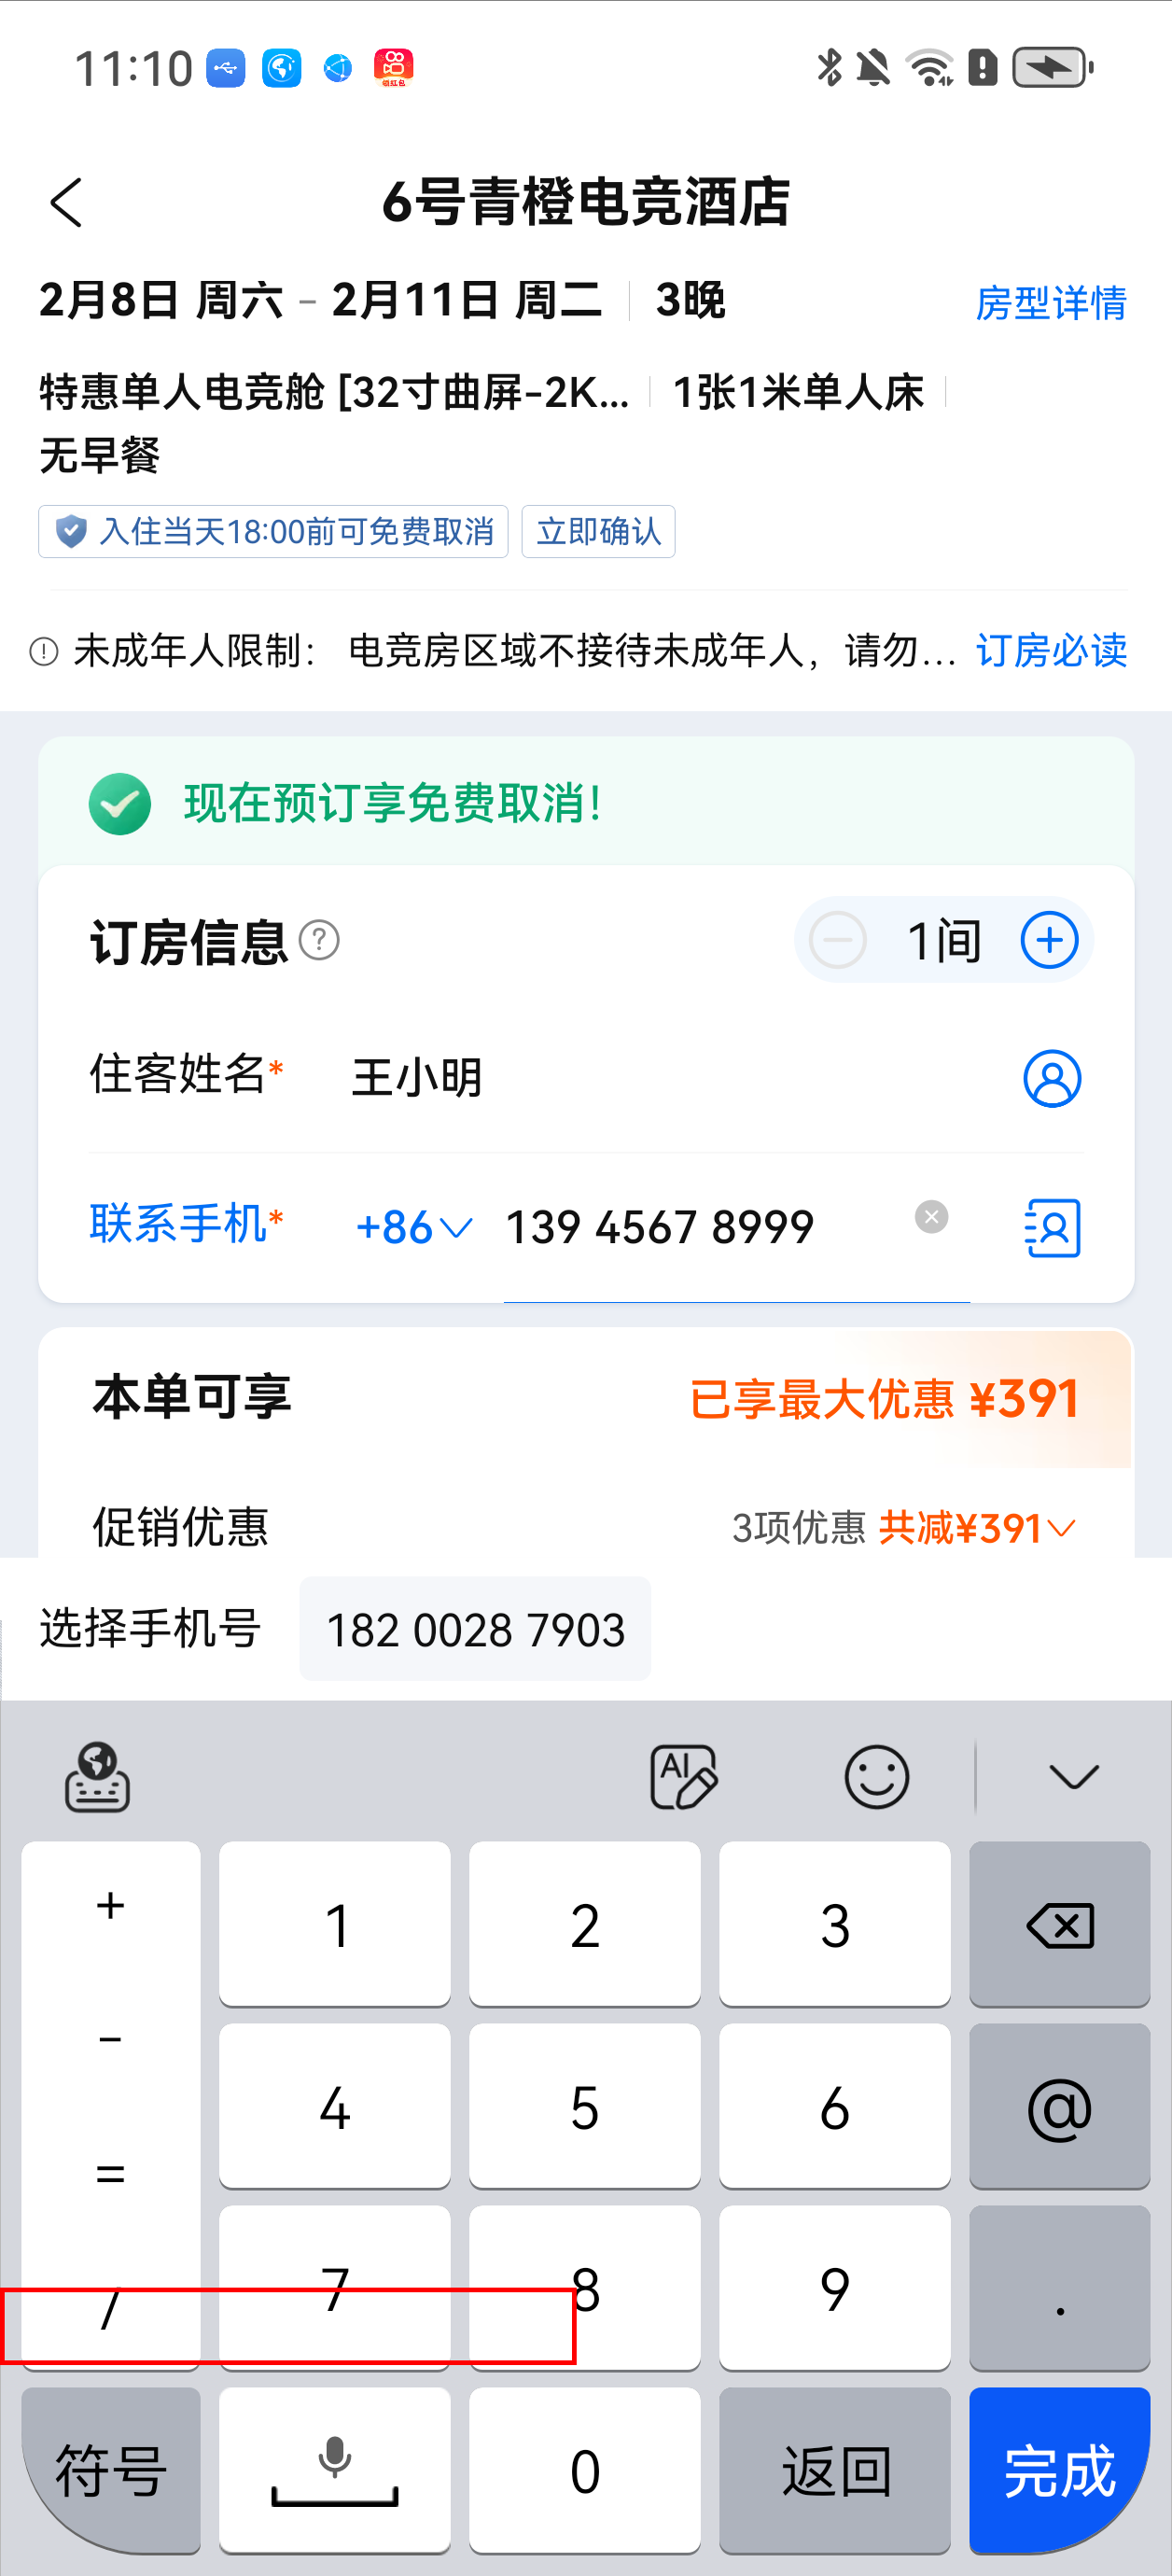 11:10
领红包
6号青橙电竞酒店
2月8日 周六 - 2月11日 周二 3晚 房型详情
特惠单人电竞舱 [32寸曲屏-2K... 1张1米单人床
无早餐
入住当天18:00前可免费取消 立即确认
未成年人限制： 电竞房区域不接待未成年人，请勿... 订房必读
现在预订享免费取消！
订房信息 ? 1间
住客姓名* 王小明
联系手机* +86 139 4567 8999
本单可享 已享最大优惠 ¥391
促销优惠 3项优惠 共减¥391
选择手机号 182 0028 7903
AI
+ 1 2 3
- 4 5 6 @
= 7 8 9 .
/
符号 0 返回 完成